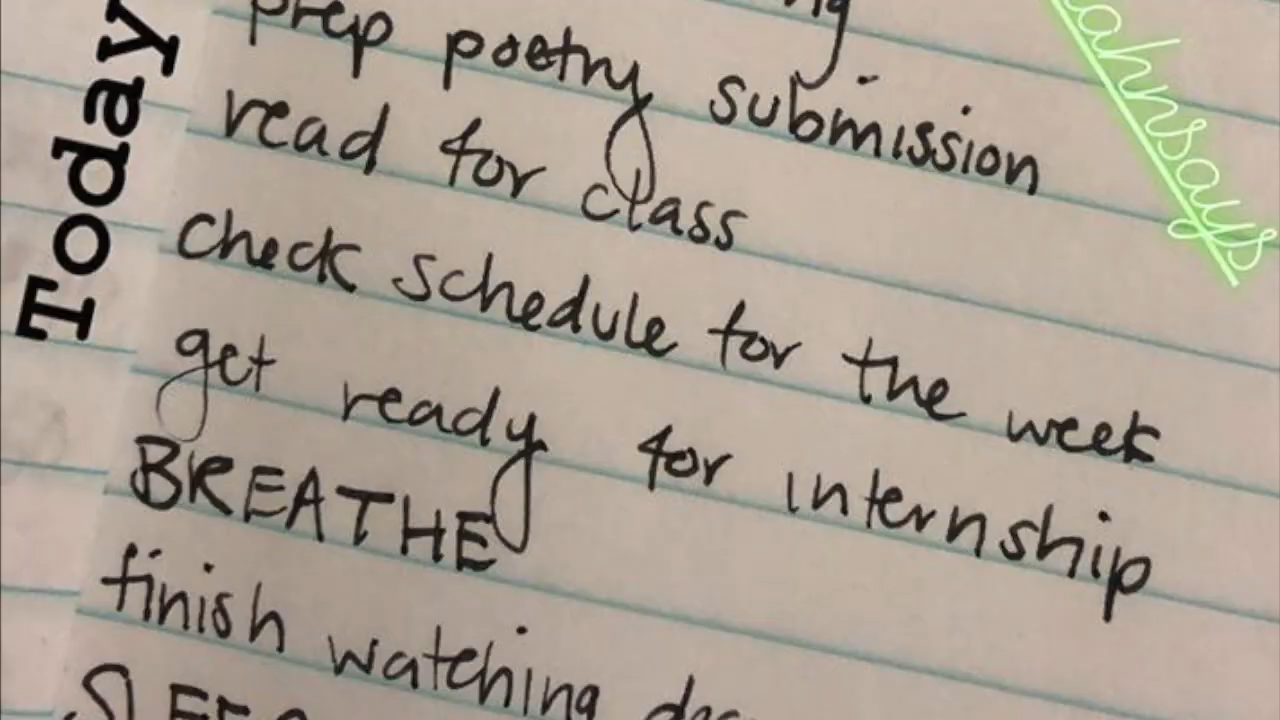 Today
prep poetry submission
read for class
check schedule for the week
get ready for internship
BREATHE
finish watching